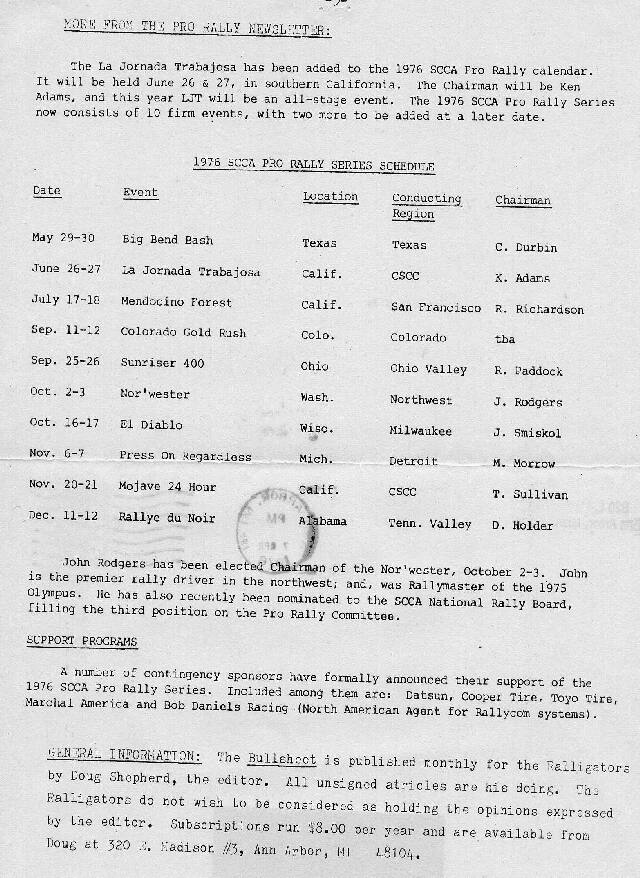 MORE FROM THE PRO RALLY NEWSLETTER:
The La Jornada Trabajosa has been added to the 1976 SCCA Pro Rally calendar.
It will be held June 26 & 27, in southern California. The Chairman will be Ken
Adams, and this year LJT will be an all-stage event. The 1976 SCCA Pro Rally Series
now consists of 10 firm events, with two more to be added at a later date.
1976 SCCA PRO RALLY SERIES SCHEDULE
Date Event Location Conducting Region Chairman
May 29-30 Big Bend Bash Texas Texas C. Durbin
June 26-27 La Jornada Trabajosa Calif. CSCC K. Adams
July 17-18 Mendocino Forest Calif. San Francisco R. Richardson
Sep. 11-12 Colorado Gold Rush Colo. Colorado tba
Sep. 25-26 Sunriser 400 Ohio Ohio Valley R. Paddock
Oct. 2-3 Nor'wester Wash. Northwest J. Rodgers
Oct. 16-17 El Diablo Wisc. Milwaukee J. Smiskol
Nov. 6-7 Press On Regardless Mich. Detroit M. Morrow
Nov. 20-21 Mojave 24 Hour Calif. CSCC T. Sullivan
Dec. 11-12 Rallye du Noir Alabama Tenn. Valley D. Holder
John Rodgers has been elected Chairman of the Nor'wester, October 2-3. John
is the premier rally driver in the northwest; and, was Rallymaster of the 1975
Olympus. He has also recently been nominated to the SCCA National Rally Board,
filling the third position on the Pro Rally Committee.
SUPPORT PROGRAMS
A number of contingency sponsors have formally announced their support of the
1976 SCCA Pro Rally Series. Included among them are: Datsun, Cooper Tire, Toyo Tire,
Marchal America and Bob Daniels Racing (North American Agent for Rallycom systems).
GENERAL INFORMATION: The Bullsheet is published monthly for the Ralligators
by Doug Shepherd, the editor. All unsigned atricles are his doing. The
Ralligators do not wish to be considered as holding the opinions expressed
by the editor. Subscriptions run $8.00 per year and are available from
Doug at 320 E. Madison #3, Ann Arbor, MI 48104.